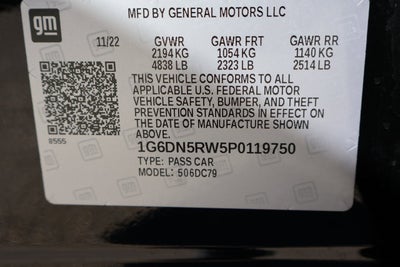 MFD BY GENERAL MOTORS LLC
gm
11/22 GVWR GAWR FRT GAWR RR
2194 KG 1054 KG 1140 KG
4838 LB 2323 LB 2514 LB
THIS VEHICLE CONFORMS TO ALL
APPLICABLE U.S. FEDERAL MOTOR
VEHICLE SAFETY, BUMPER, AND THEFT
PREVENTION STANDARDS IN EFFECT ON
THE DATE OF MANUFACTURE SHOWN
ABOVE.
8555
1G6DN5RW5P0119750
TYPE: PASS CAR
MODEL: 506DC79